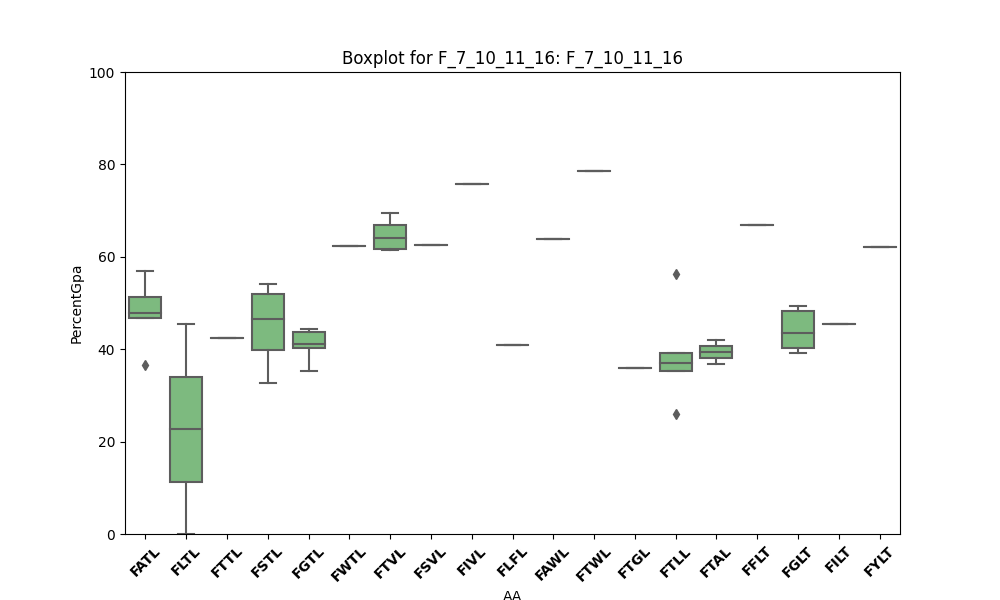 Boxplot for F_7_10_11_16: F_7_10_11_16
PercentGpa
100
80
60
40
20
0
FATL FLTL FTTL FSTL FGTL FWTL FTVL FSVL FIVL FLFL FAWL FTWL FTGL FTLL FTAL FFLT FGLT FILT FYLT
AA